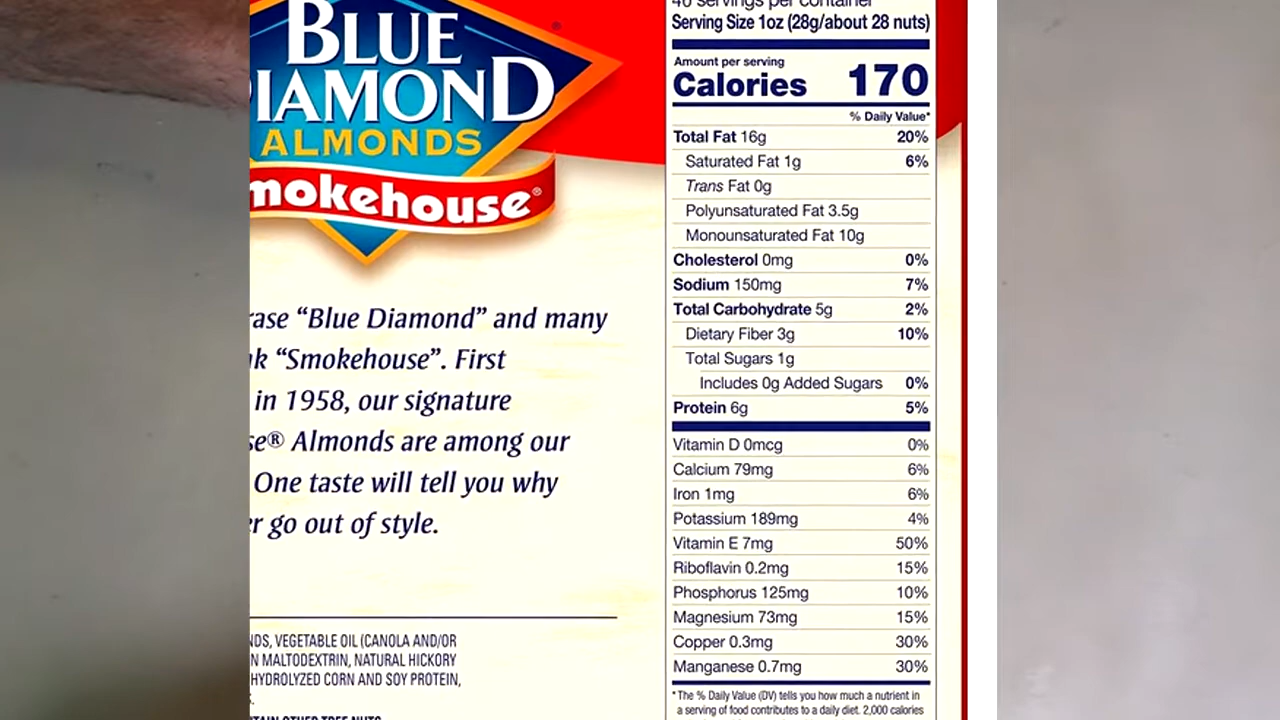 BLUE
DIAMOND
ALMONDS
mokehouse®
rase “Blue Diamond” and many
nk “Smokehouse”. First
in 1958, our signature
se® Almonds are among our
One taste will tell you why
er go out of style.
NDS, VEGETABLE OIL (CANOLA AND/OR
N MALTODEXTRIN, NATURAL HICKORY
HYDROLYZED CORN AND SOY PROTEIN,
TAIN OTHER TREE NUTS
servings per container
Serving Size 1oz (28g/about 28 nuts)
Amount per serving
Calories 170
% Daily Value*
Total Fat 16g 20%
Saturated Fat 1g 6%
Trans Fat 0g
Polyunsaturated Fat 3.5g
Monounsaturated Fat 10g
Cholesterol 0mg 0%
Sodium 150mg 7%
Total Carbohydrate 5g 2%
Dietary Fiber 3g 10%
Total Sugars 1g
Includes 0g Added Sugars 0%
Protein 6g 5%
Vitamin D 0mcg 0%
Calcium 79mg 6%
Iron 1mg 6%
Potassium 189mg 4%
Vitamin E 7mg 50%
Riboflavin 0.2mg 15%
Phosphorus 125mg 10%
Magnesium 73mg 15%
Copper 0.3mg 30%
Manganese 0.7mg 30%
* The % Daily Value (DV) tells you how much a nutrient in
a serving of food contributes to a daily diet. 2,000 calories